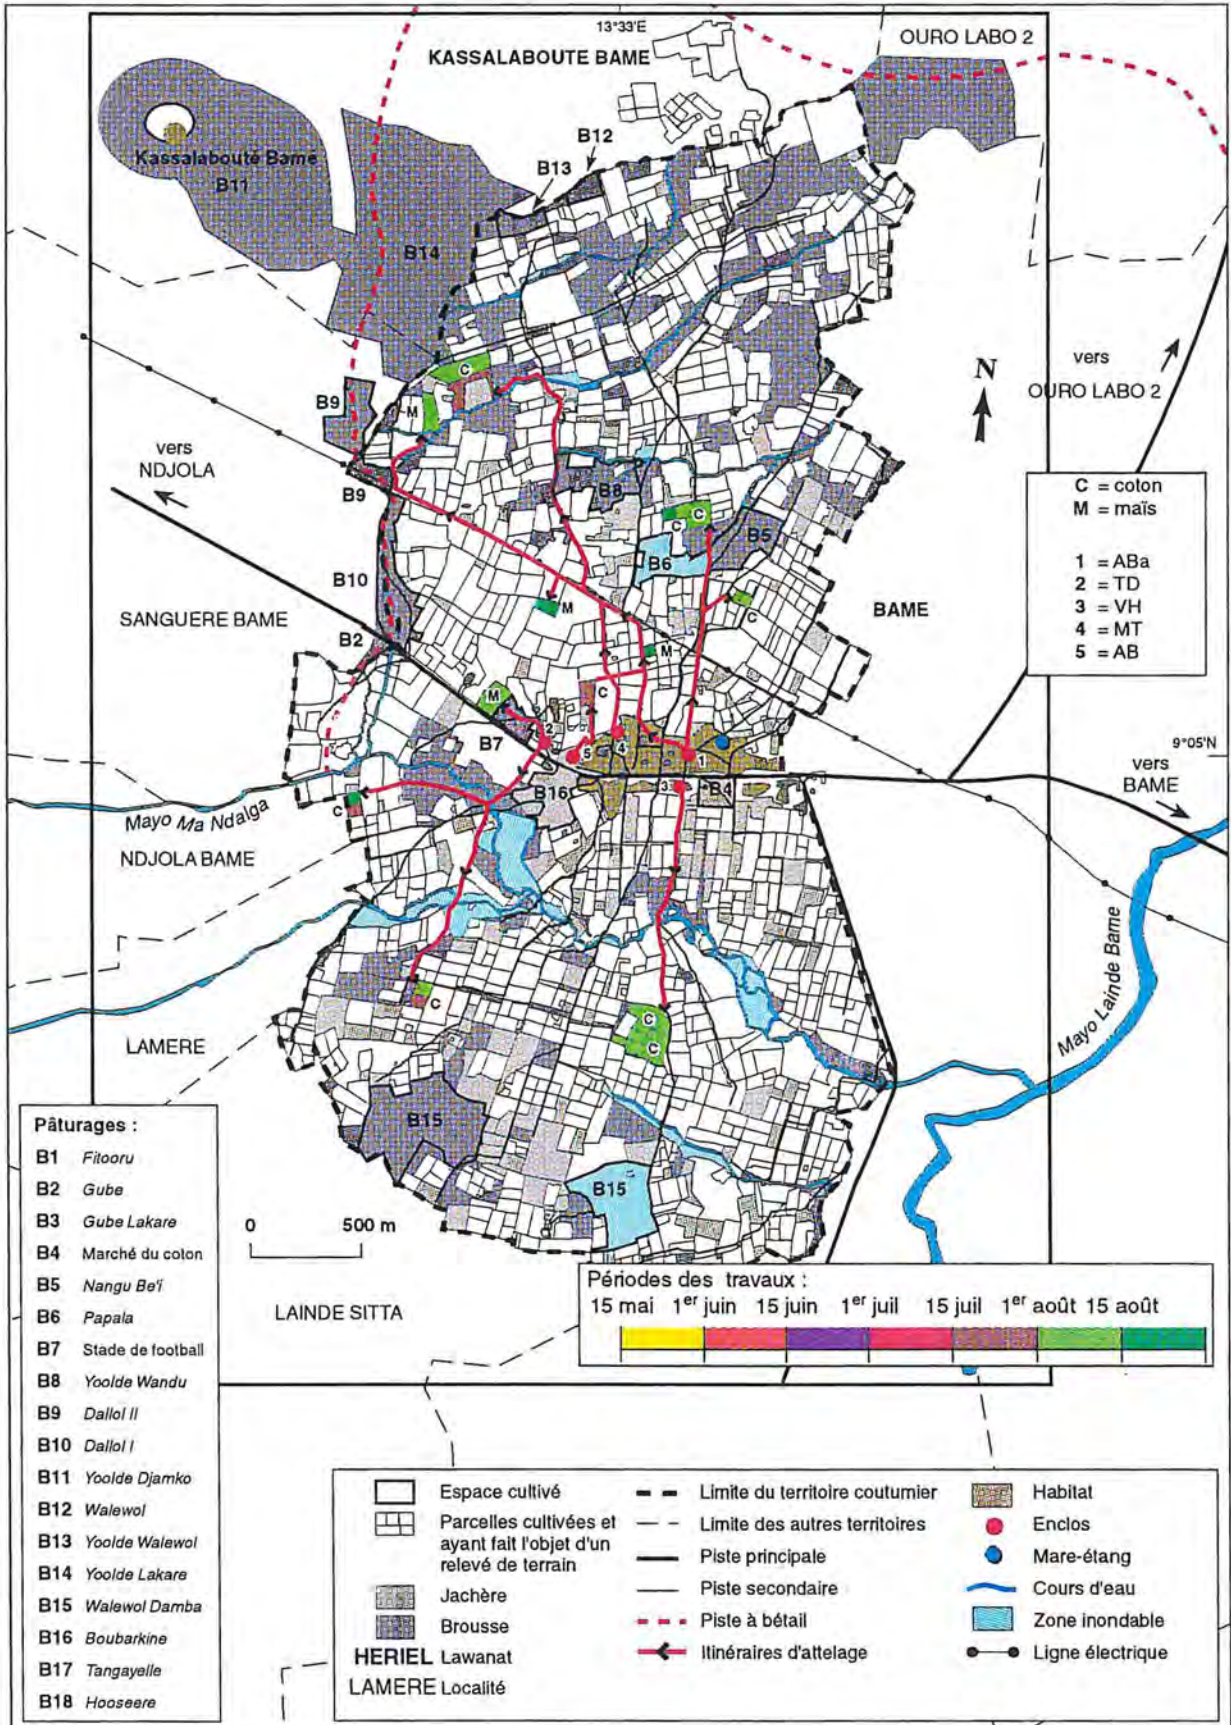 13°33'E
OURO LABO 2
KASSALABOUTE BAME
B12
B13
Kassalabouté Bame
B11
B14
C
M
B9
vers
NDJOLA
B9
B8
C
C
B5
B6
N
vers
OURO LABO 2
C = coton
M = maïs
1 = ABa
2 = TD
3 = VH
4 = MT
5 = AB
B10
M
C
BAME
SANGUERE BAME
B2
M
C
M
B7
2
5
4
1
9°05'N
vers
BAME
3
B4
B16
C
Mayo Ma Ndalga
NDJOLA BAME
Mayo Lainde Bame
C
C
C
LAMERE
B15
B15
Pâturages :
B1 Fitooru
B2 Gube
B3 Gube Lakare
B4 Marché du coton
B5 Nangu Be'i
B6 Papala
B7 Stade de football
B8 Yoolde Wandu
B9 Dallol II
B10 Dallol I
B11 Yoolde Djamko
B12 Walewol
B13 Yoolde Walewol
B14 Yoolde Lakare
B15 Walewol Damba
B16 Boubarkine
B17 Tangayelle
B18 Hooseere
0 500 m
LAINDE SITTA
Périodes des travaux :
15 mai 1er juin 15 juin 1er juil 15 juil 1er août 15 août
Espace cultivé
Parcelles cultivées et
ayant fait l'objet d'un
relevé de terrain
Jachère
Brousse
HERIEL Lawanat
LAMERE Localité
Limite du territoire coutumier
Limite des autres territoires
Piste principale
Piste secondaire
Piste à bétail
Itinéraires d'attelage
Habitat
Enclos
Mare-étang
Cours d'eau
Zone inondable
Ligne électrique